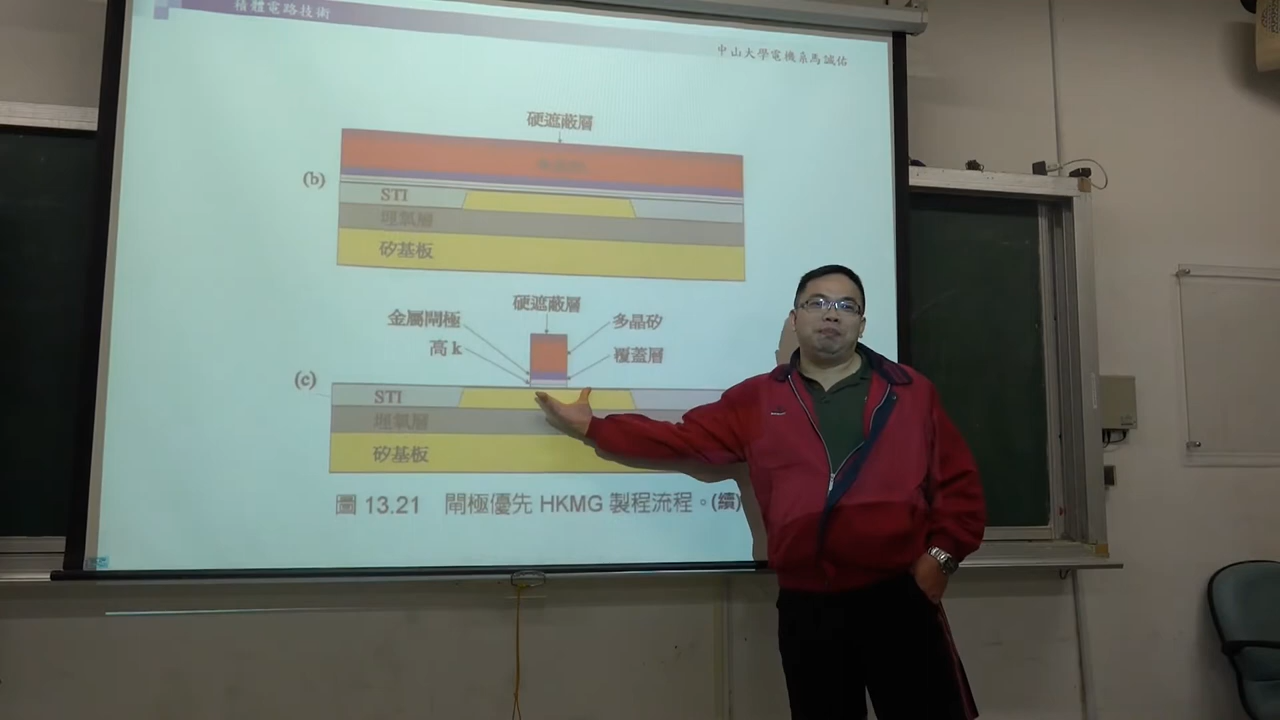 積體電路技術
中山大學電機系馬誠佑
硬遮蔽層
(b)
STI
埋氧層
矽基板
硬遮蔽層
金屬閘極
多晶矽
高 k
覆蓋層
(c)
STI
埋氧層
矽基板
圖 13.21 閘極優先 HKMG 製程流程。(續)